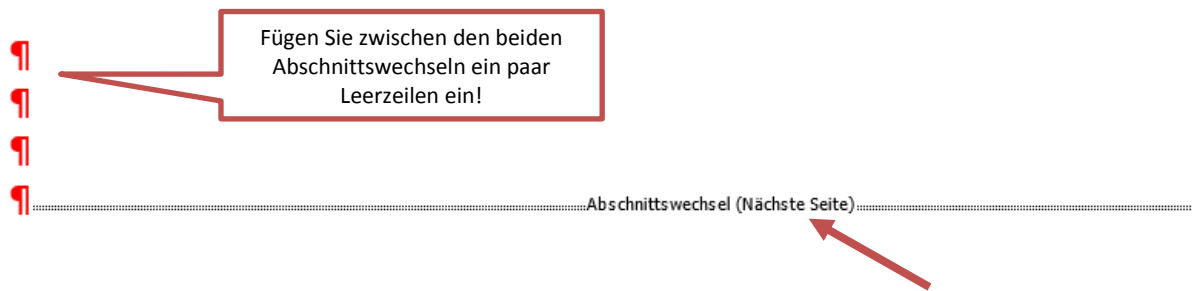 Fügen Sie zwischen den beiden
Abschnittswechseln ein paar
Leerzeilen ein!
¶
¶
¶
¶ Abschnittswechsel (Nächste Seite)